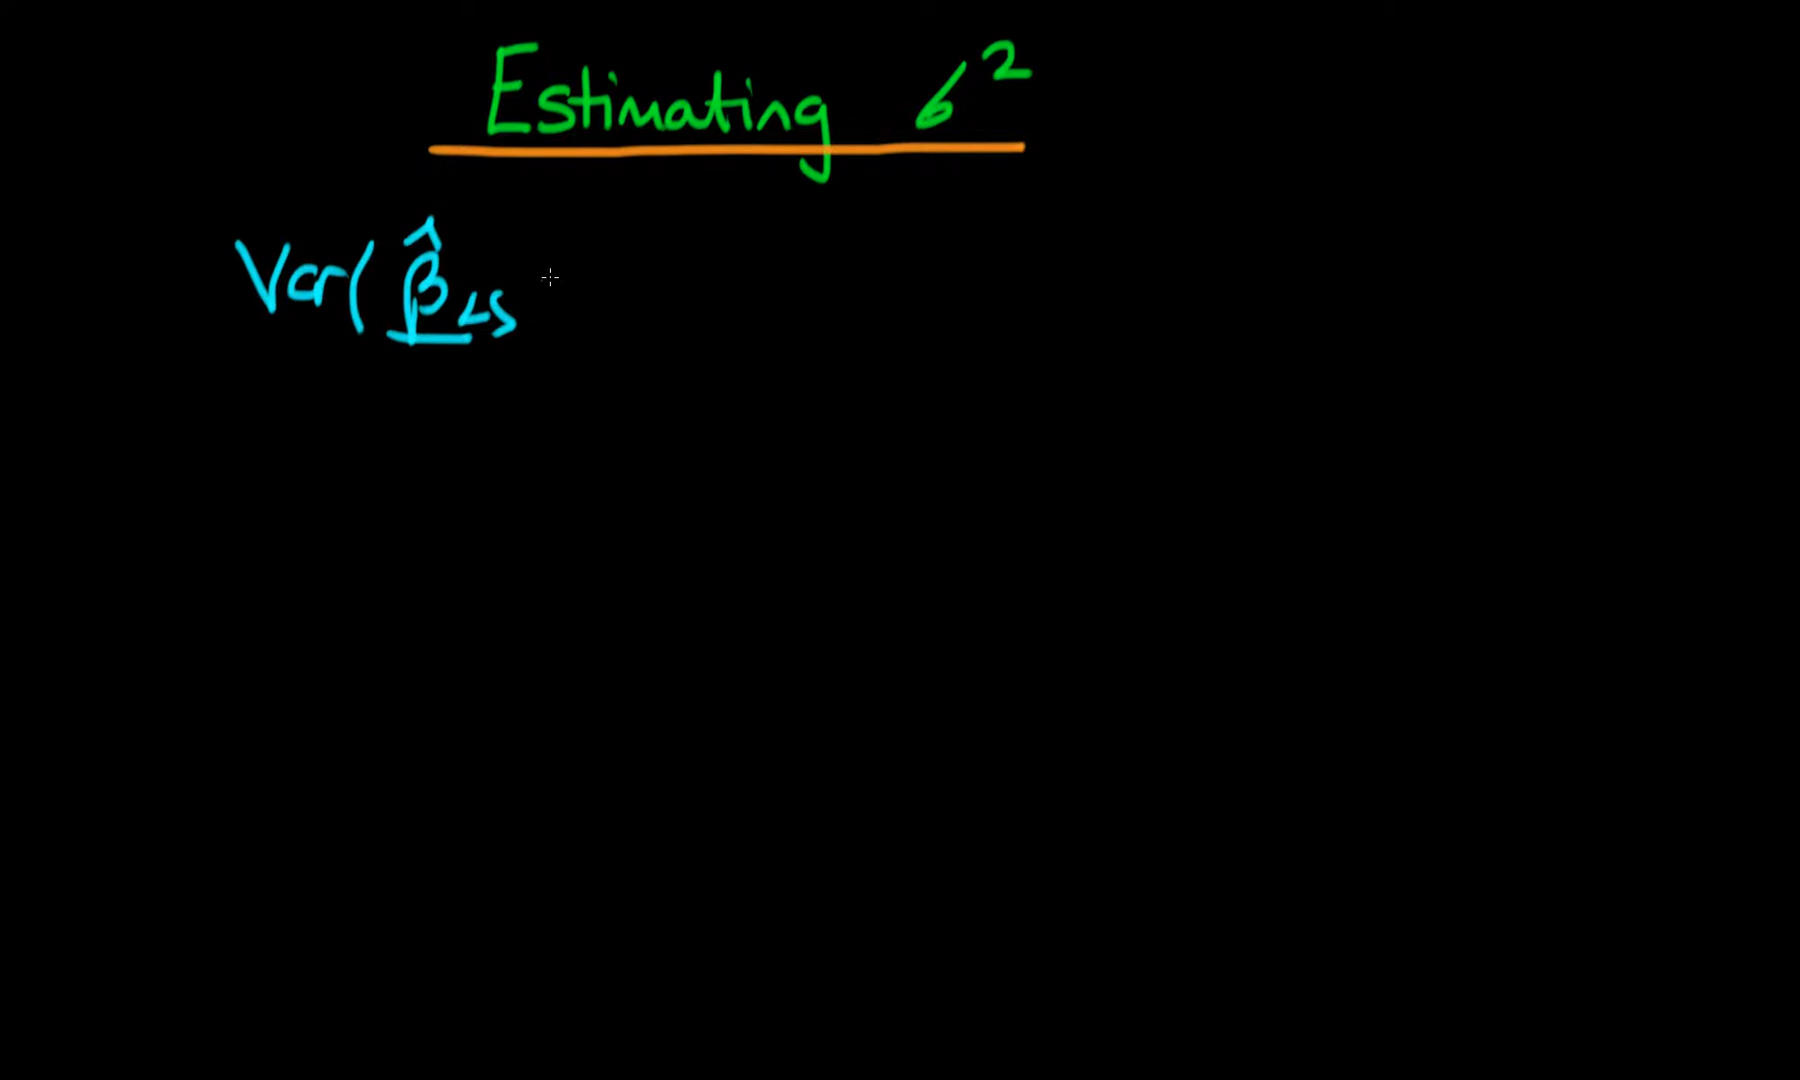 Estimating σ²
Var( β̂ LS